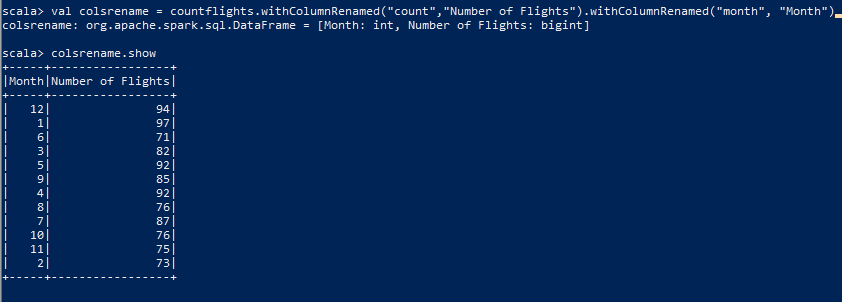 scala> val colsrename = countflights.withColumnRenamed("count","Number of Flights").withColumnRenamed("month", "Month")
colsrename: org.apache.spark.sql.DataFrame = [Month: int, Number of Flights: bigint]
scala> colsrename.show
+-----+-----------------+
|Month|Number of Flights|
+-----+-----------------+
|   12|               94|
|    1|               97|
|    6|               71|
|    3|               82|
|    5|               92|
|    9|               85|
|    4|               92|
|    8|               76|
|    7|               87|
|   10|               76|
|   11|               75|
|    2|               73|
+-----+-----------------+